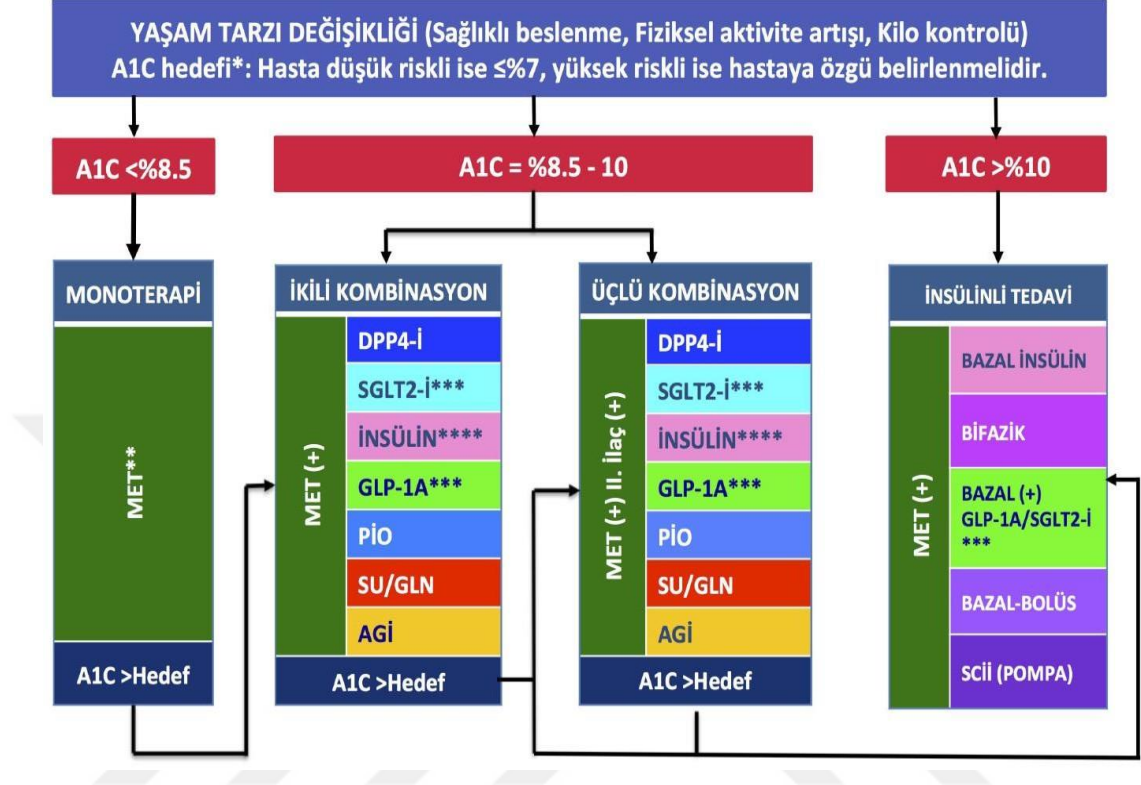 YAŞAM TARZI DEĞİŞİKLİĞİ (Sağlıklı beslenme, Fiziksel aktivite artışı, Kilo kontrolü)
A1C hedefi*: Hasta düşük riskli ise ≤%7, yüksek riskli ise hastaya özgü belirlenmelidir.
A1C <%8.5
A1C = %8.5 - 10
A1C >%10
MONOTERAPİ
MET**
A1C >Hedef
İKİLİ KOMBİNASYON
MET (+)
DPP4-İ
SGLT2-İ***
İNSÜLİN****
GLP-1A***
PİO
SU/GLN
AGİ
A1C >Hedef
ÜÇLÜ KOMBİNASYON
MET (+) II. İlaç (+)
DPP4-İ
SGLT2-İ***
İNSÜLİN****
GLP-1A***
PİO
SU/GLN
AGİ
A1C >Hedef
İNSÜLİNLİ TEDAVİ
MET (+)
BAZAL İNSÜLİN
BİFAZİK
BAZAL (+)
GLP-1A/SGLT2-İ
***
BAZAL-BOLÜS
SCİİ (POMPA)